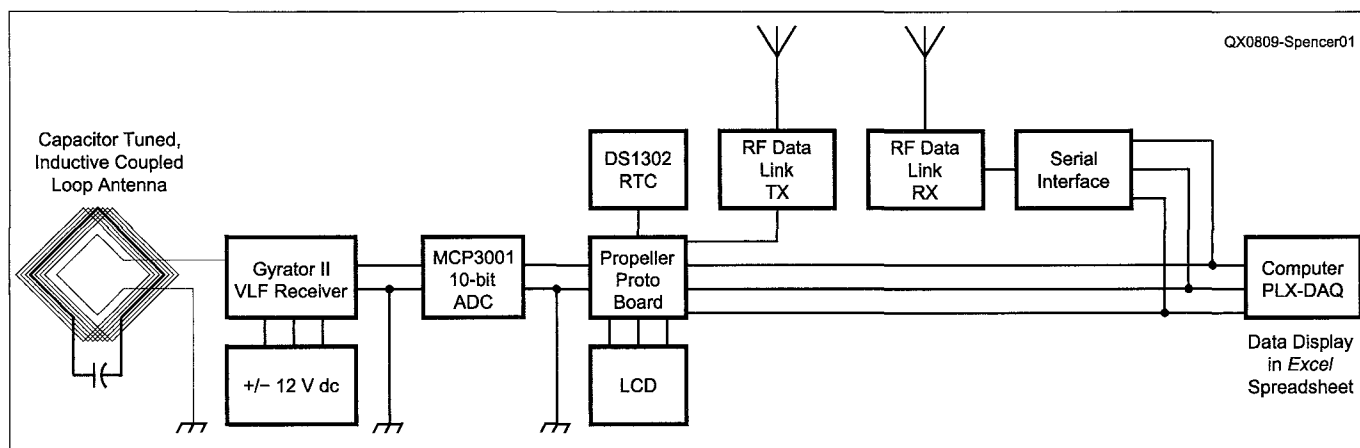 QX0809-Spencer01
Capacitor Tuned,
Inductive Coupled
Loop Antenna
Gyrator II
VLF Receiver
+/− 12 V dc
MCP3001
10-bit
ADC
DS1302
RTC
Propeller
Proto
Board
LCD
RF Data
Link
TX
RF Data
Link
RX
Serial
Interface
Computer
PLX-DAQ
Data Display
in Excel
Spreadsheet